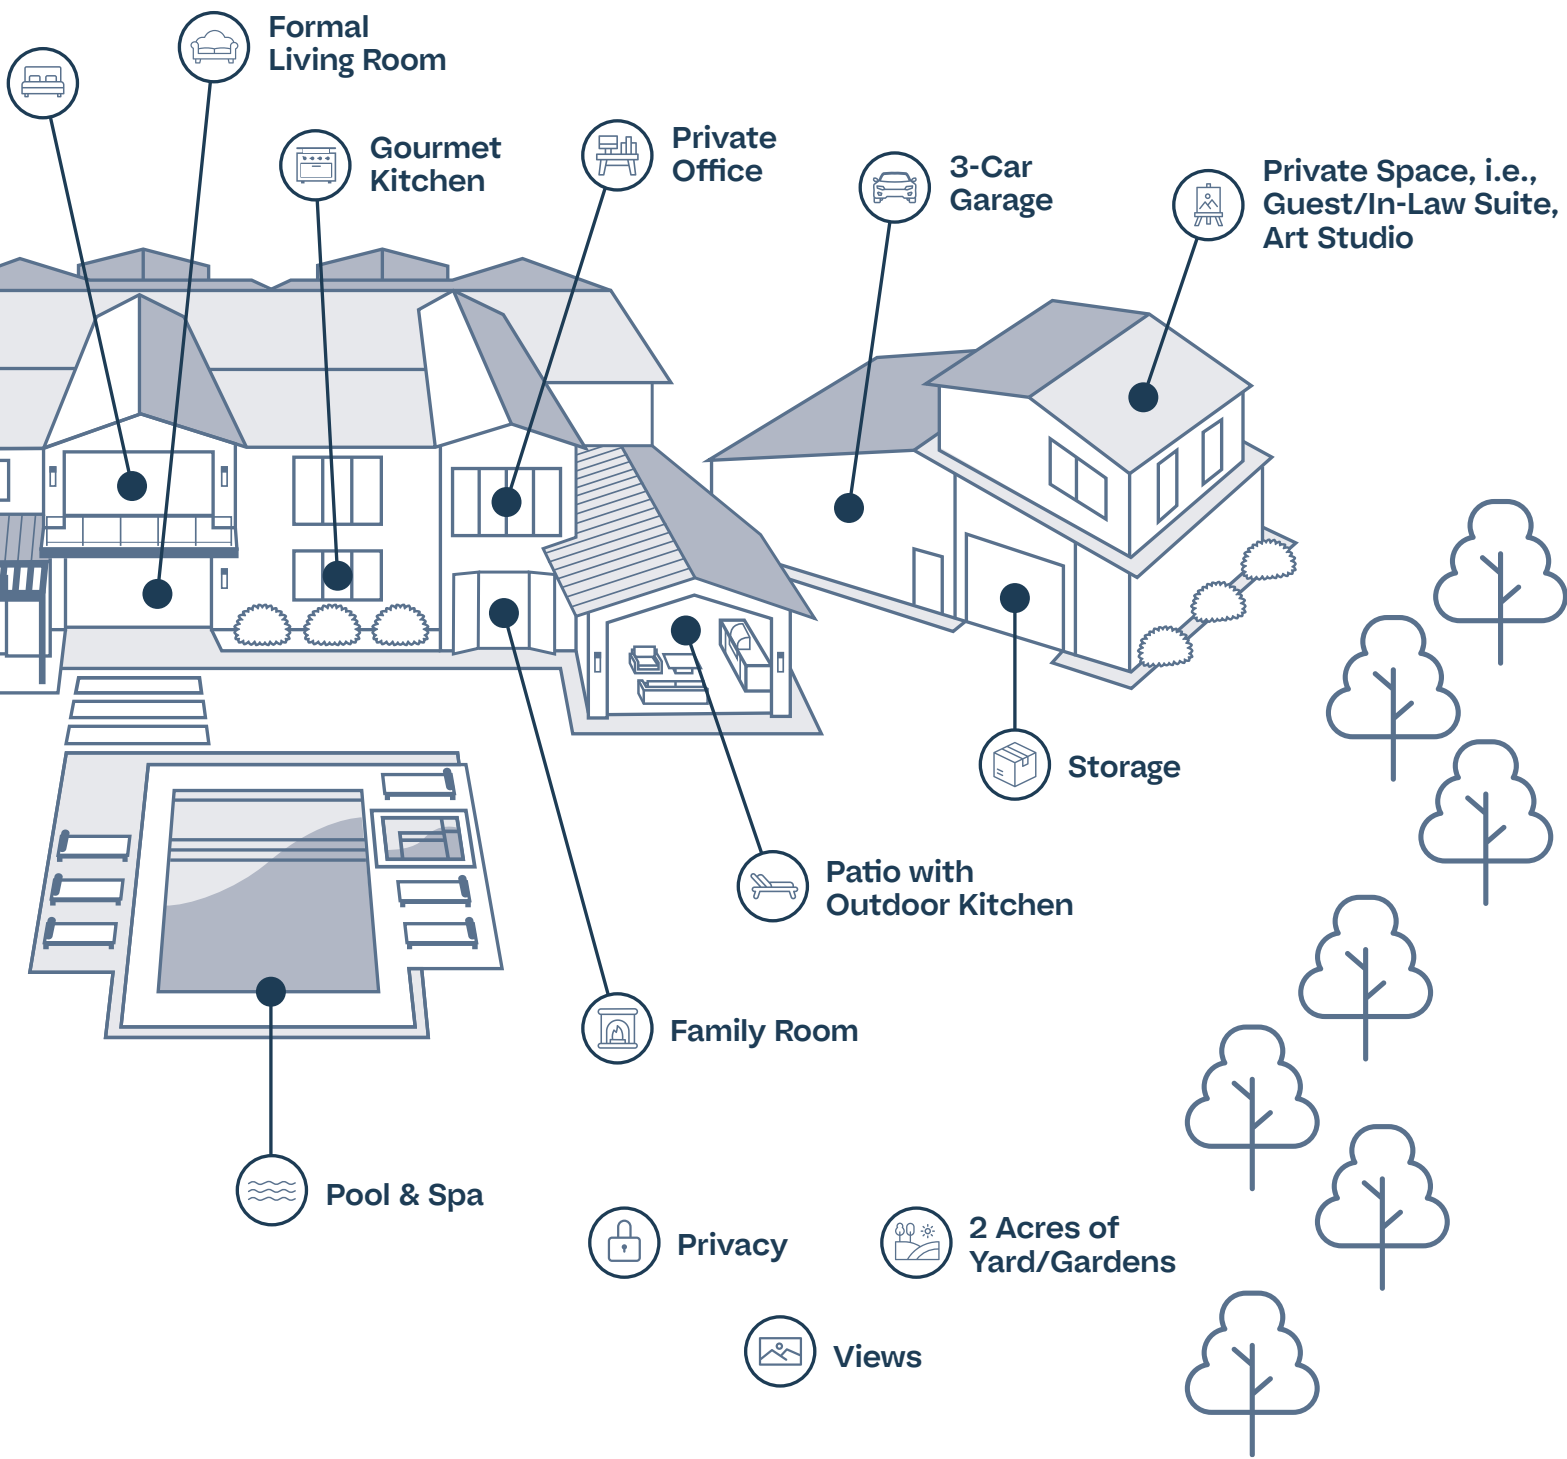 Formal
Living Room
Gourmet
Kitchen
Private
Office
3-Car
Garage
Private Space, i.e.,
Guest/In-Law Suite,
Art Studio
Storage
Patio with
Outdoor Kitchen
Family Room
Pool & Spa
Privacy
2 Acres of
Yard/Gardens
Views